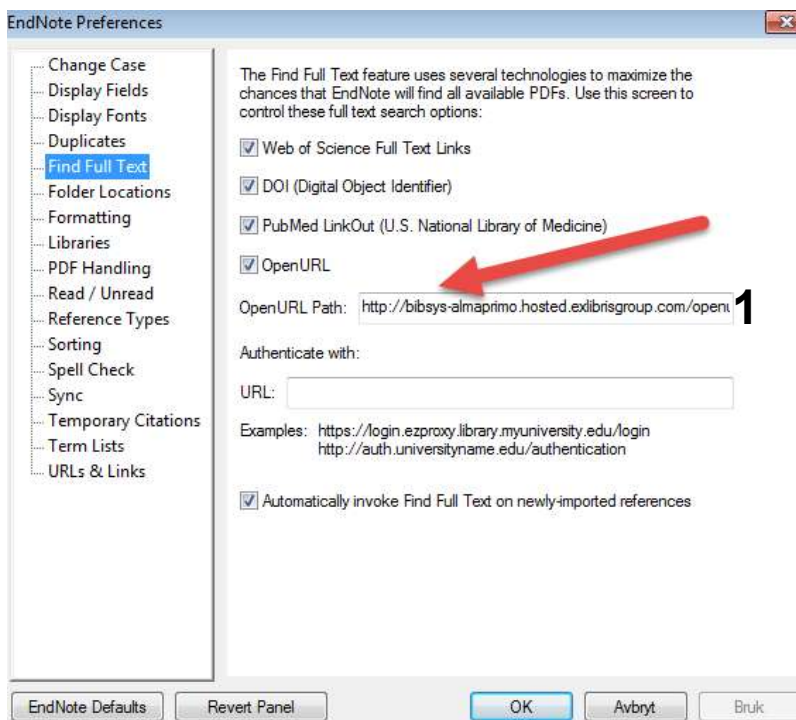 EndNote Preferences
Change Case
Display Fields
Display Fonts
Duplicates
Find Full Text
Folder Locations
Formatting
Libraries
PDF Handling
Read / Unread
Reference Types
Sorting
Spell Check
Sync
Temporary Citations
Term Lists
URLs & Links
The Find Full Text feature uses several technologies to maximize the
chances that EndNote will find all available PDFs. Use this screen to
control these full text search options:
Web of Science Full Text Links
DOI (Digital Object Identifier)
PubMed LinkOut (U.S. National Library of Medicine)
OpenURL
OpenURL Path: http://bibsys-almaprimo.hosted.exlibrisgroup.com/openu 1
Authenticate with:
URL:
Examples: https://login.ezproxy.library.myuniversity.edu/login
http://auth.universityname.edu/authentication
Automatically invoke Find Full Text on newly-imported references
EndNote Defaults Revert Panel OK Avbryt Bruk